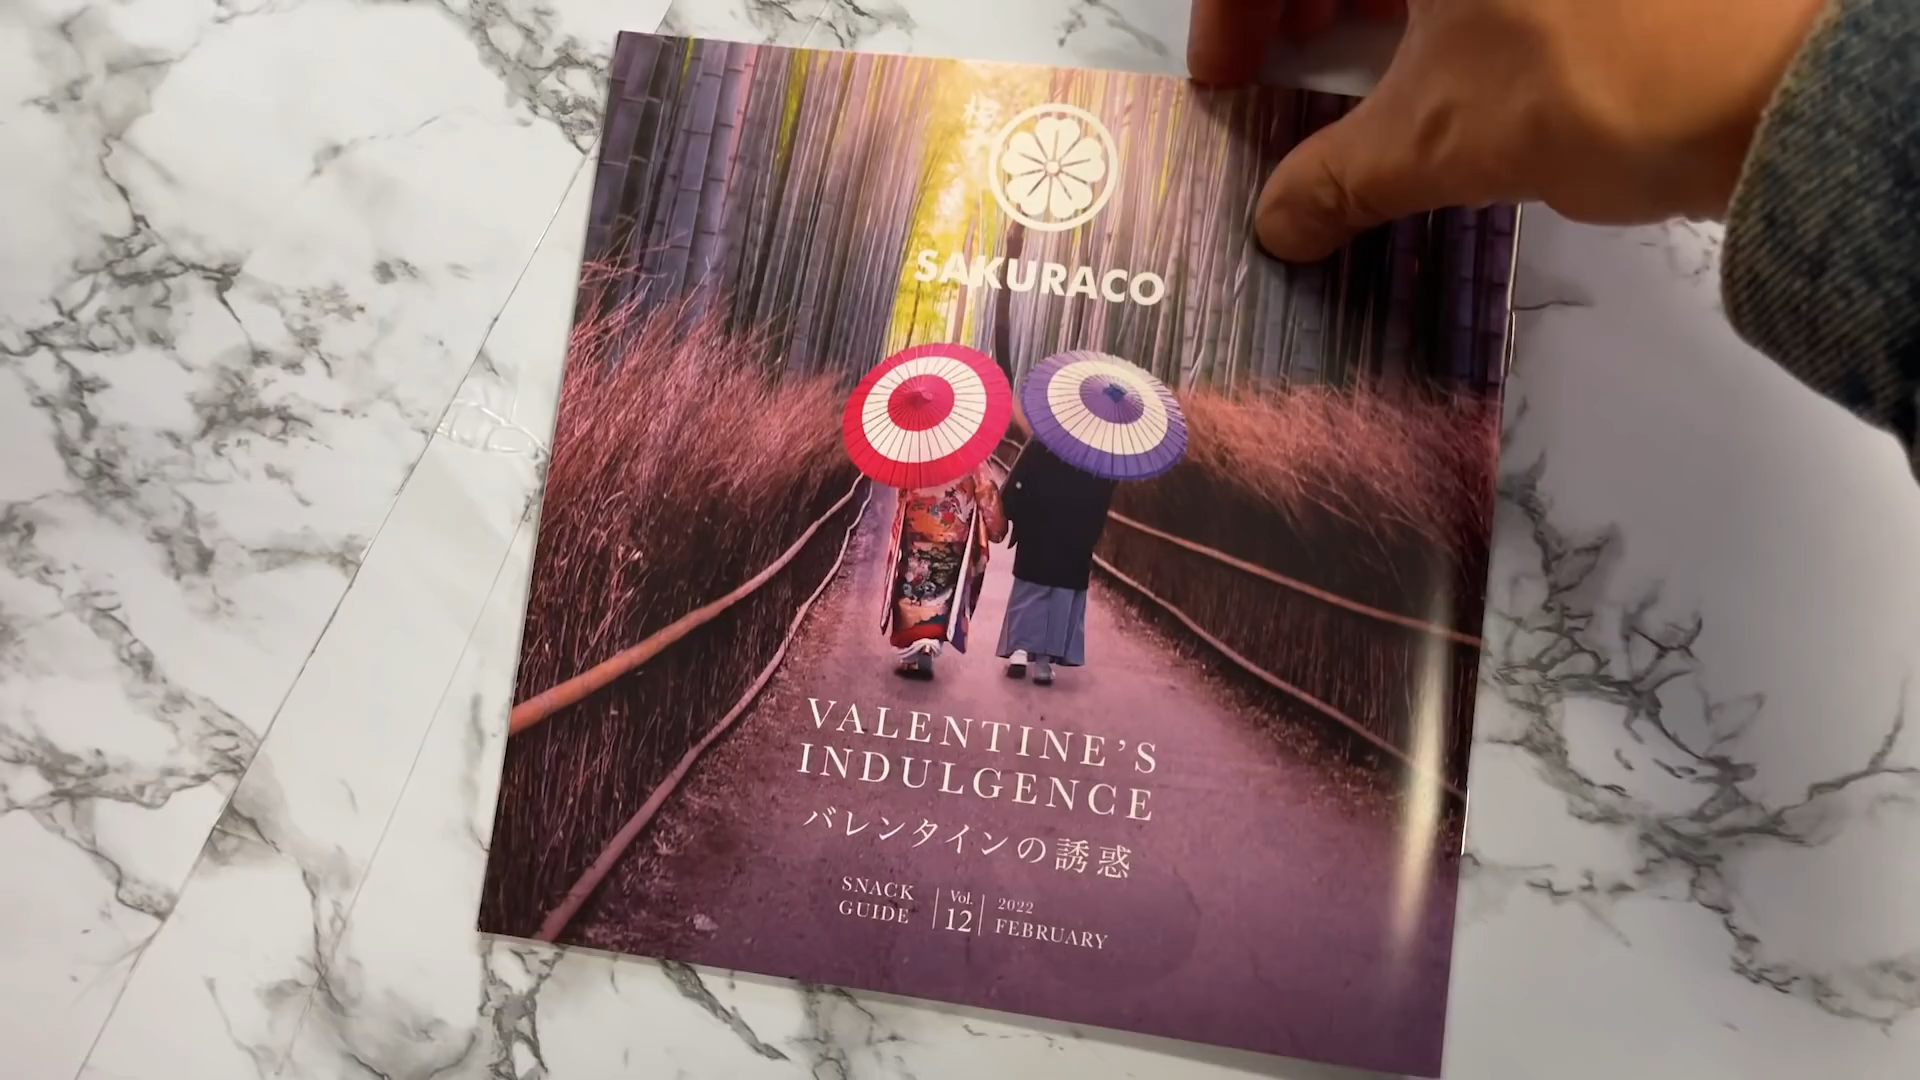 SAKURACO
VALENTINE'S
INDULGENCE
バレンタインの誘惑
SNACK
GUIDE
Vol.
12
2022
FEBRUARY